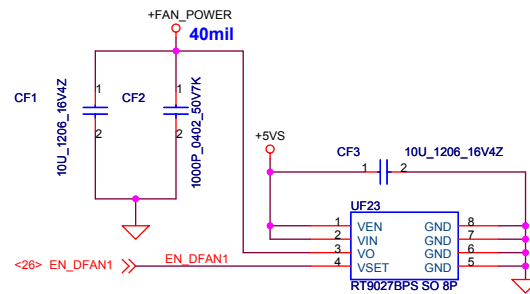 +FAN_POWER
40mil
CF1
1
2
10U_1206_16V4Z
CF2
1
2
1000P_0402_50V7K
+5VS
CF3
1
2
10U_1206_16V4Z
UF23
1 VEN GND 8
2 VIN GND 7
3 VO GND 6
4 VSET GND 5
RT9027BPS SO 8P
<26> EN_DFAN1
EN_DFAN1